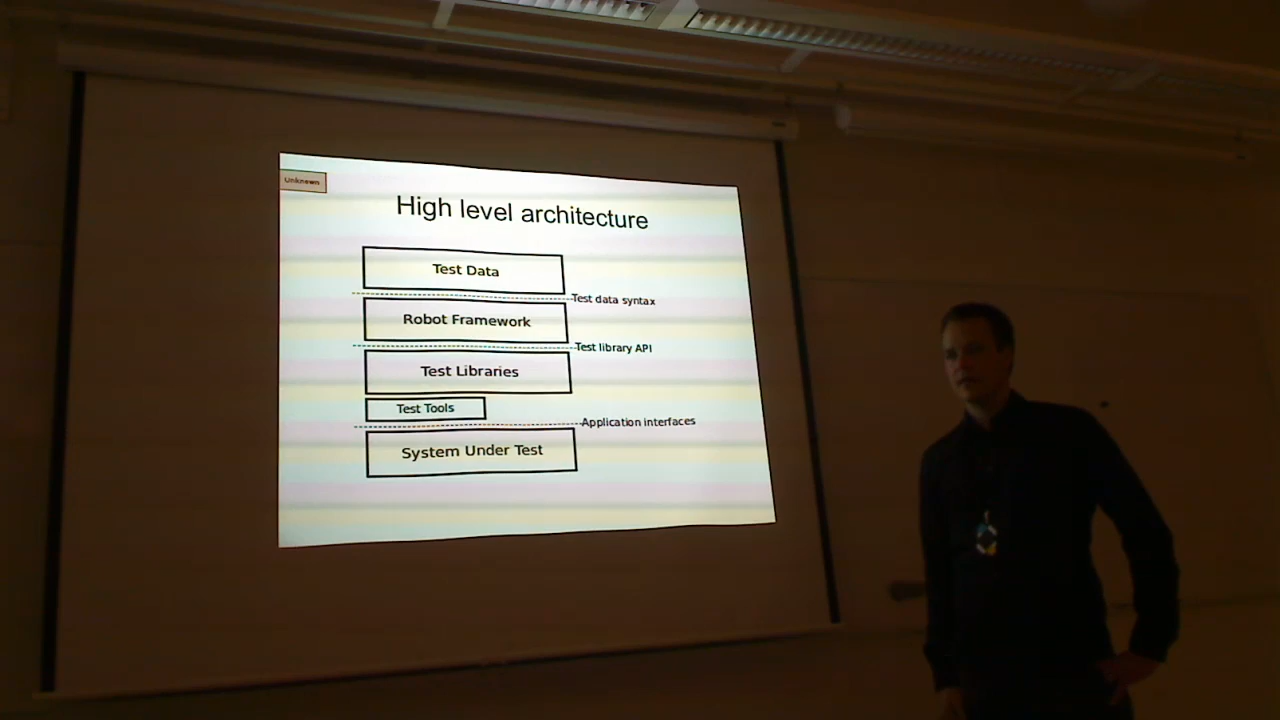 Unknown
High level architecture
Test Data
Test data syntax
Robot Framework
Test library API
Test Libraries
Test Tools
Application interfaces
System Under Test